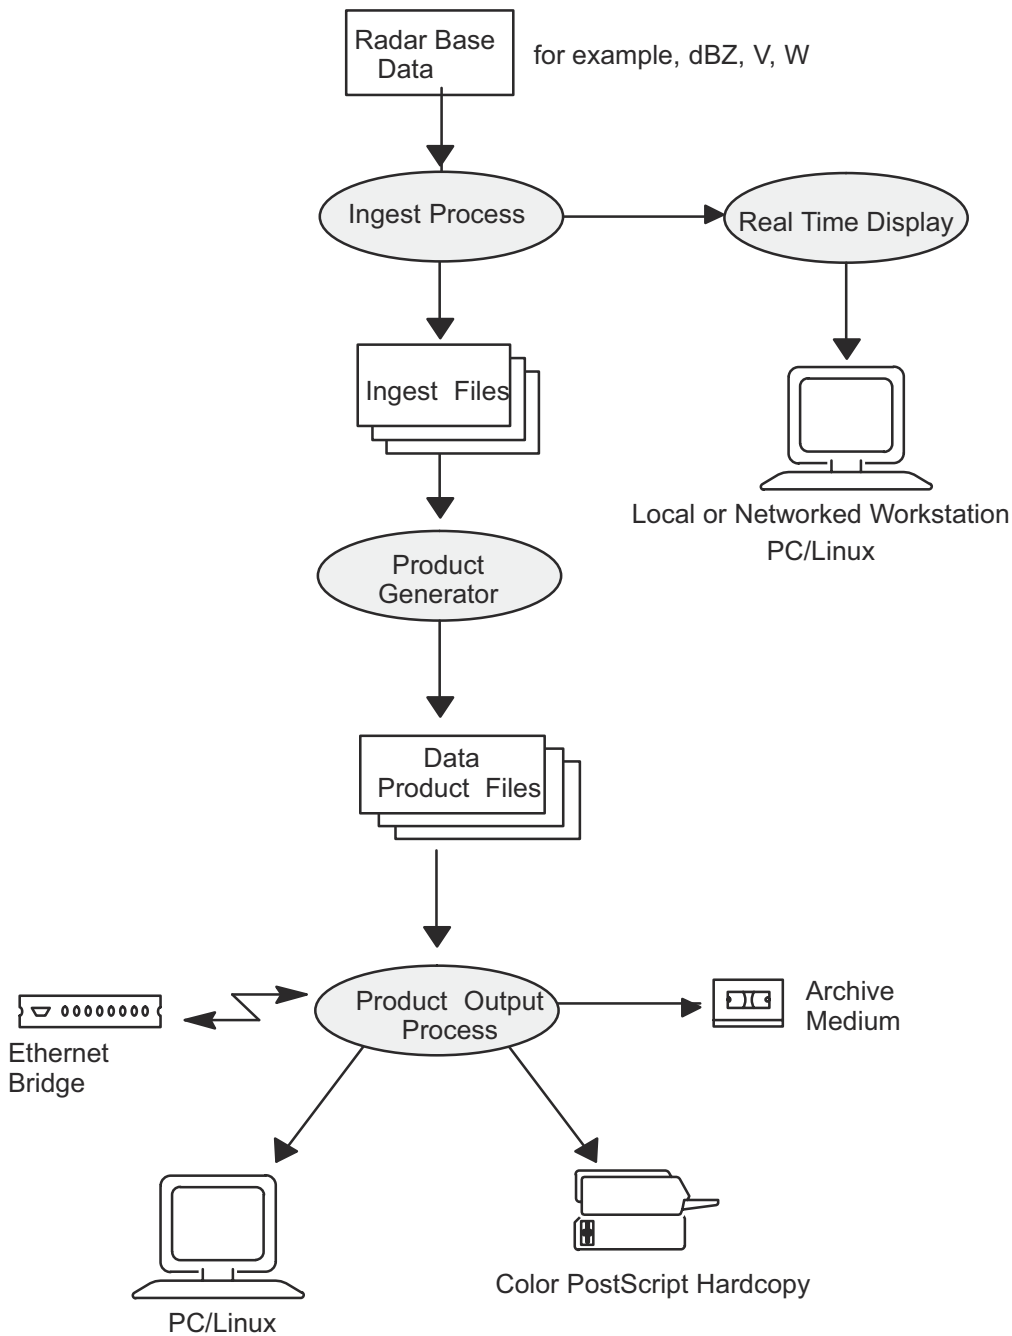 Radar Base
Data
for example, dBZ, V, W
Ingest Process
Real Time Display
Ingest Files
Local or Networked Workstation
PC/Linux
Product
Generator
Data
Product Files
Product Output
Process
Archive
Medium
Ethernet
Bridge
Color PostScript Hardcopy
PC/Linux